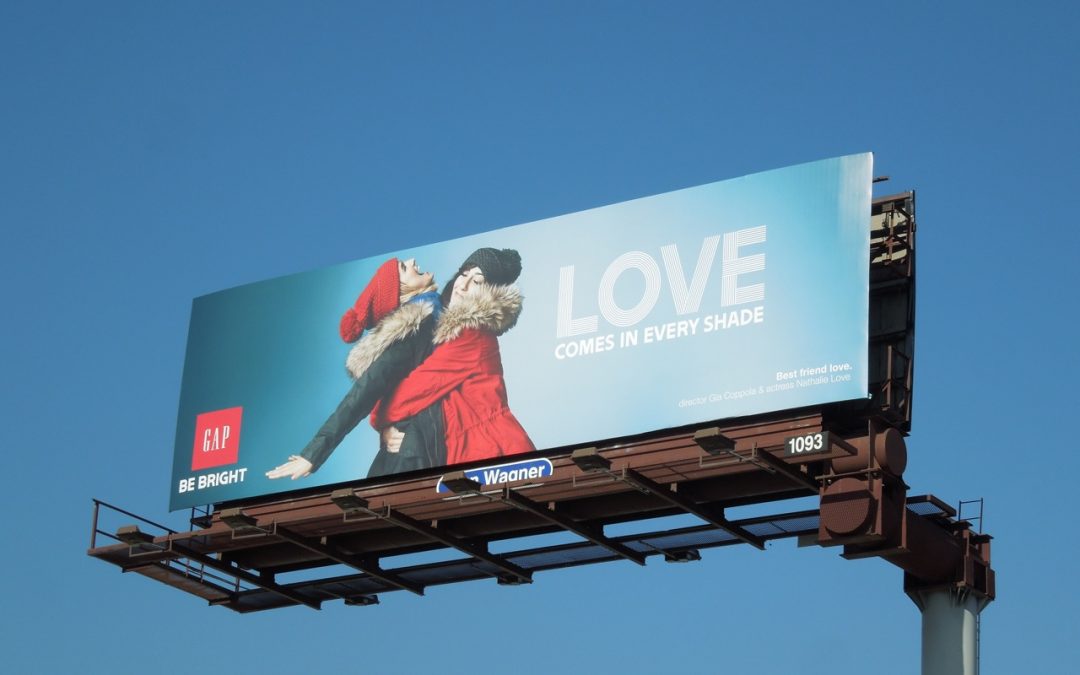 LOVE
COMES IN EVERY SHADE
Best friend love.
director Gia Coppola & actress Nathalie Love
GAP
BE BRIGHT
Wagner
1093